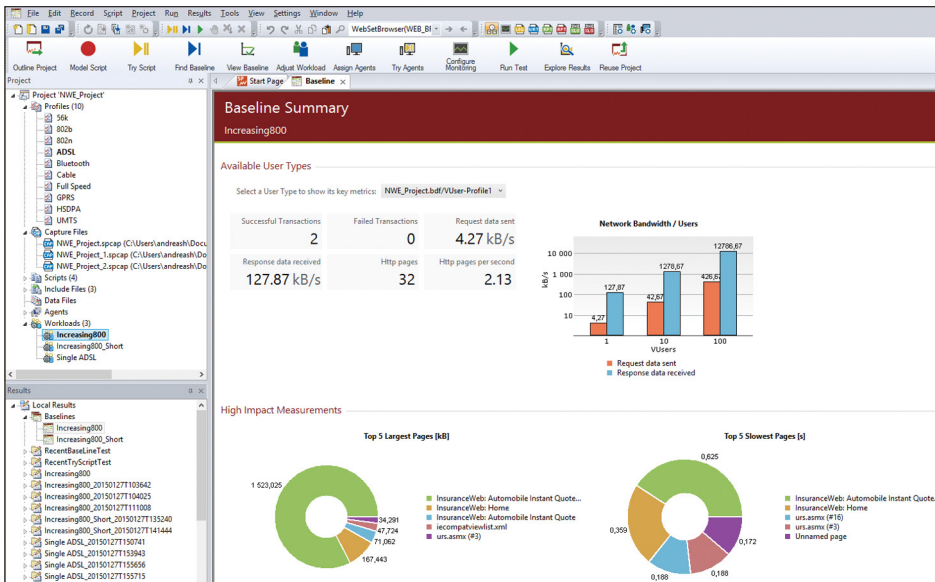 File Edit Record Script Project Run Results Tools View Settings Window Help
WebSetBrowser(WEB_BF
Outline Project Model Script Try Script Find Baseline View Baseline Adjust Workload Assign Agents Try Agents Configure Monitoring Run Test Explore Results Reuse Project
Project
Project 'NWE_Project'
Profiles (10)
56k
802b
802n
ADSL
Bluetooth
Cable
Full Speed
GPRS
HSDPA
UMTS
Capture Files
NWE_Project.spcap (C:\Users\andreash\Docu
NWE_Project_1.spcap (C:\Users\andreash\Do
NWE_Project_2.spcap (C:\Users\andreash\Do
Scripts (4)
Include Files (3)
Data Files
Agents
Workloads (3)
Increasing800
Increasing800_Short
Single ADSL
Results
Local Results
Baselines
Increasing800
Increasing800_Short
RecentBaseLineTest
RecentTryScriptTest
Increasing800
Increasing800_20150127T103642
Increasing800_20150127T104025
Increasing800_20150127T111008
Increasing800_Short_20150127T135240
Increasing800_Short_20150127T141444
Single ADSL_20150127T150741
Single ADSL_20150127T153943
Single ADSL_20150127T155656
Single ADSL_20150127T155715
Start Page Baseline
Baseline Summary
Increasing800
Available User Types
Select a User Type to show its key metrics: NWE_Project.bdf/VUser-Profile1
Successful Transactions Failed Transactions Request data sent
2 0 4.27 kB/s
Response data received Http pages Http pages per second
127.87 kB/s 32 2.13
Network Bandwidth / Users
kB/s
10 000
1 000
100
10
4,27
127,87
42,67
1278,67
426,67
12786,67
1 10 100
VUsers
Request data sent
Response data received
High Impact Measurements
Top 5 Largest Pages [kB]
1 523,025
34,291
47,724
71,062
167,443
InsuranceWeb: Automobile Instant Quote...
InsuranceWeb: Home
InsuranceWeb: Automobile Instant Quote
iecompatviewlist.xml
urs.asmx (#3)
Top 5 Slowest Pages [s]
0,625
0,359
0,172
0,188
0,188
InsuranceWeb: Automobile Instant Quote.
InsuranceWeb: Home
urs.asmx (#16)
urs.asmx (#3)
Unnamed page